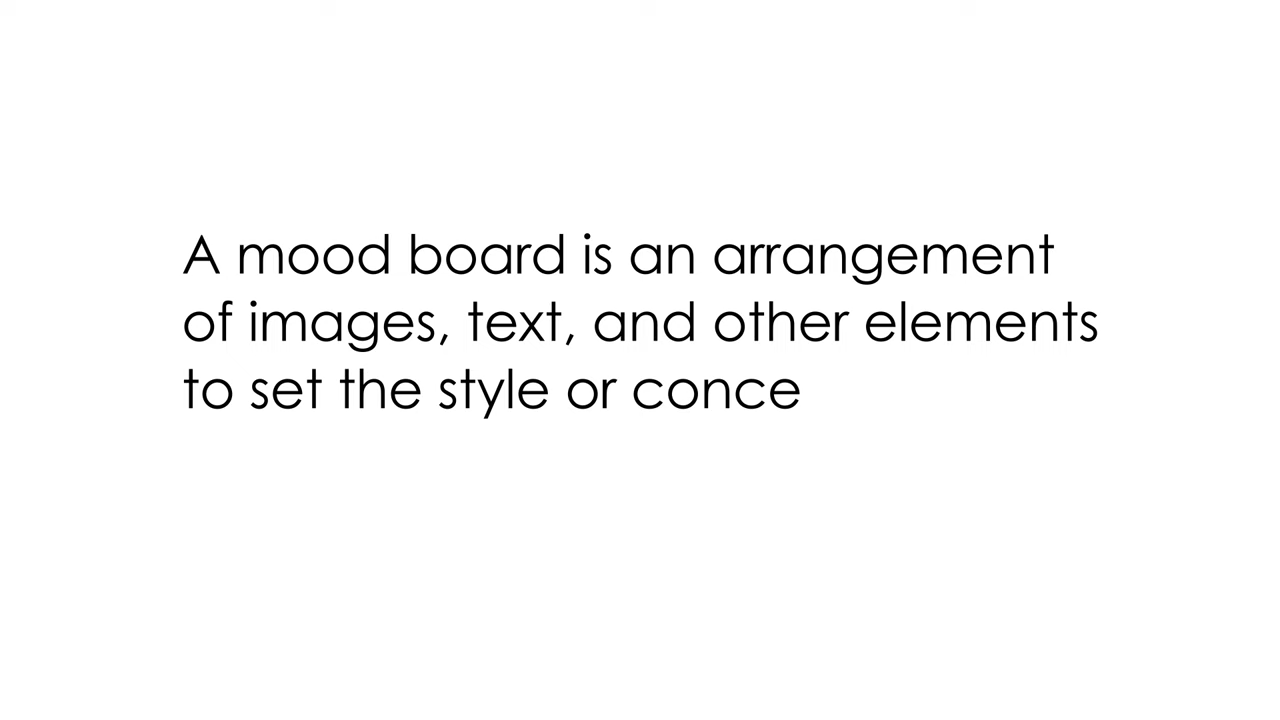 A mood board is an arrangement
of images, text, and other elements
to set the style or conce